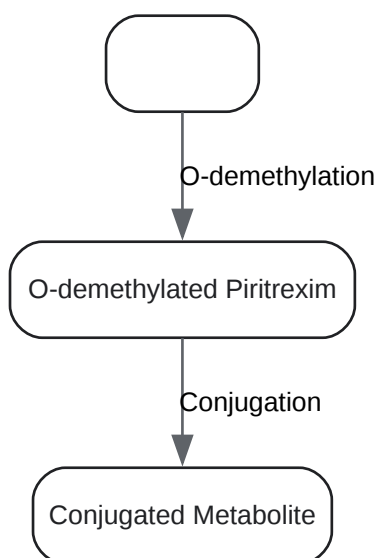 O-demethylation
O-demethylated Piritrexim
Conjugation
Conjugated Metabolite